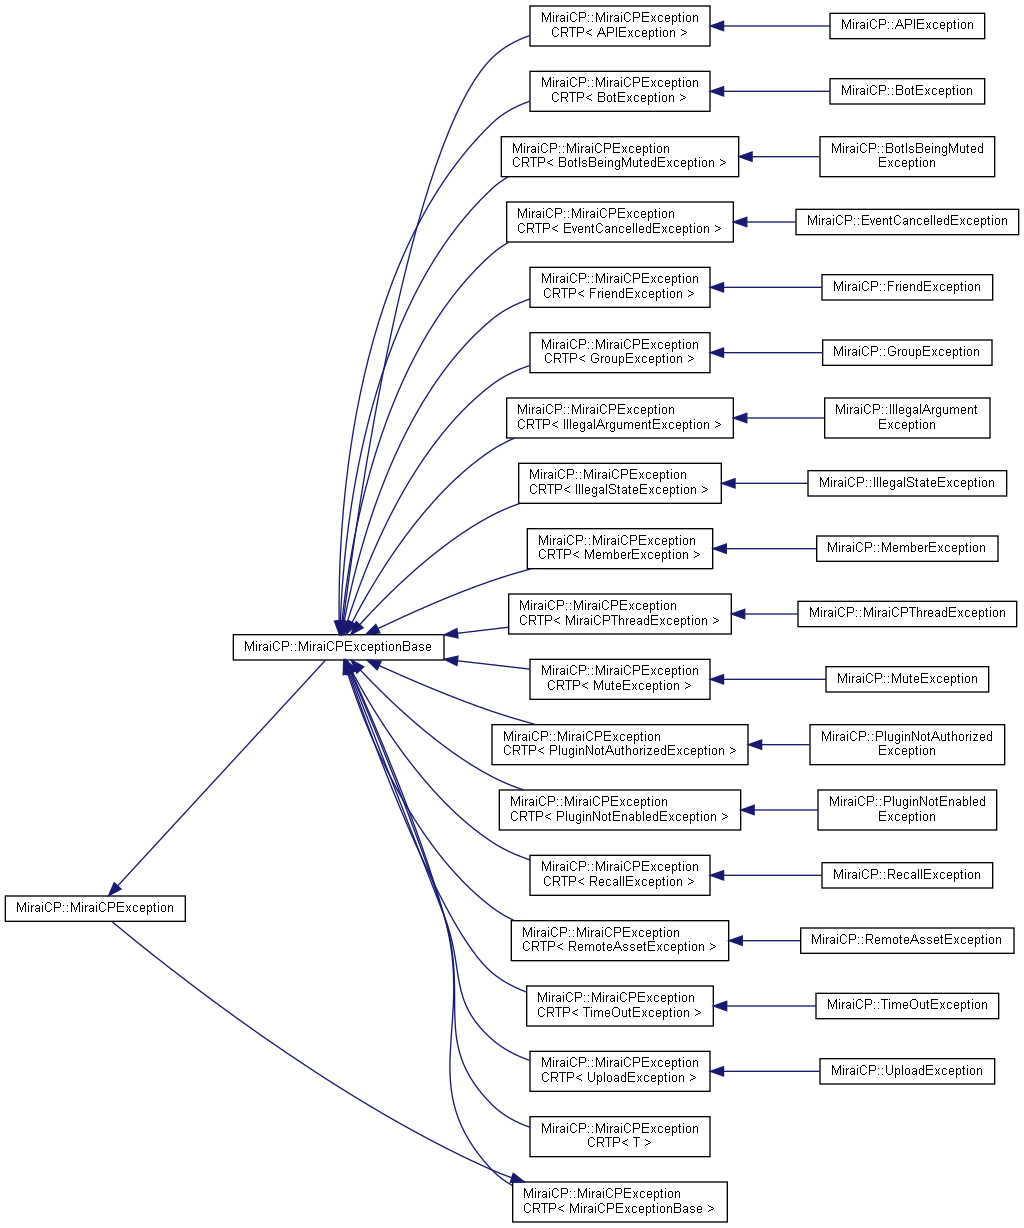 MiraiCP::MiraiCPException
CRTP< APIException >
MiraiCP::APIException
MiraiCP::MiraiCPException
CRTP< BotException >
MiraiCP::BotException
MiraiCP::MiraiCPException
CRTP< BotIsBeingMutedException >
MiraiCP::BotIsBeingMuted
Exception
MiraiCP::MiraiCPException
CRTP< EventCancelledException >
MiraiCP::EventCancelledException
MiraiCP::MiraiCPException
CRTP< FriendException >
MiraiCP::FriendException
MiraiCP::MiraiCPException
CRTP< GroupException >
MiraiCP::GroupException
MiraiCP::MiraiCPException
CRTP< IllegalArgumentException >
MiraiCP::IllegalArgument
Exception
MiraiCP::MiraiCPException
CRTP< IllegalStateException >
MiraiCP::IllegalStateException
MiraiCP::MiraiCPException
CRTP< MemberException >
MiraiCP::MemberException
MiraiCP::MiraiCPException
CRTP< MiraiCPThreadException >
MiraiCP::MiraiCPThreadException
MiraiCP::MiraiCPExceptionBase
MiraiCP::MiraiCPException
CRTP< MuteException >
MiraiCP::MuteException
MiraiCP::MiraiCPException
CRTP< PluginNotAuthorizedException >
MiraiCP::PluginNotAuthorized
Exception
MiraiCP::MiraiCPException
CRTP< PluginNotEnabledException >
MiraiCP::PluginNotEnabled
Exception
MiraiCP::MiraiCPException
CRTP< RecallException >
MiraiCP::RecallException
MiraiCP::MiraiCPException
MiraiCP::MiraiCPException
CRTP< RemoteAssetException >
MiraiCP::RemoteAssetException
MiraiCP::MiraiCPException
CRTP< TimeOutException >
MiraiCP::TimeOutException
MiraiCP::MiraiCPException
CRTP< UploadException >
MiraiCP::UploadException
MiraiCP::MiraiCPException
CRTP< T >
MiraiCP::MiraiCPException
CRTP< MiraiCPExceptionBase >